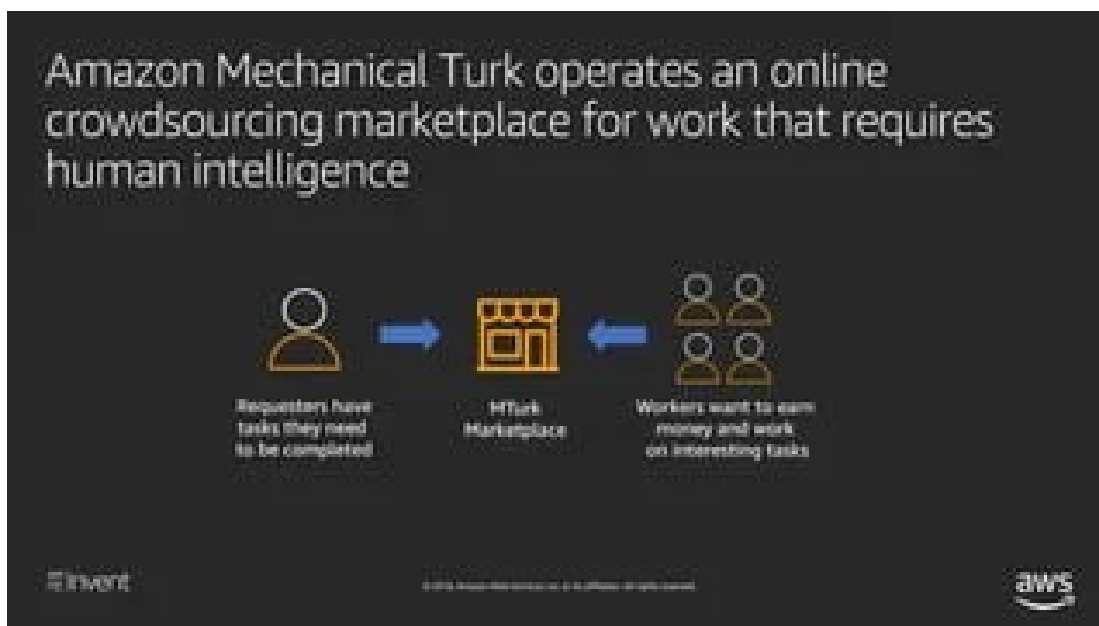 Amazon Mechanical Turk operates an online
crowdsourcing marketplace for work that requires
human intelligence
Requesters have
tasks they need
to be completed
MTurk
Marketplace
Workers want to earn
money and work
on interesting tasks
re:Invent
aws